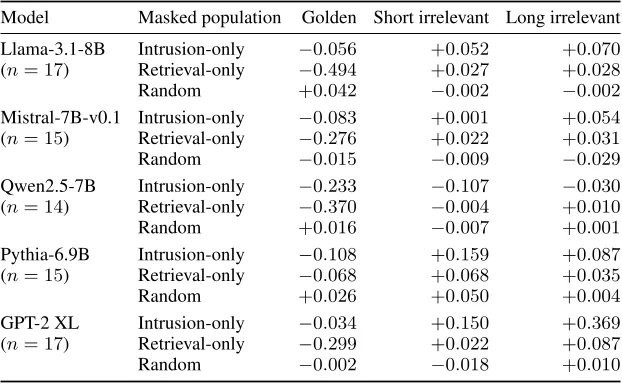 Model Masked population Golden Short irrelevant Long irrelevant
Llama-3.1-8B Intrusion-only −0.056 +0.052 +0.070
(n = 17) Retrieval-only −0.494 +0.027 +0.028
Random +0.042 −0.002 −0.002
Mistral-7B-v0.1 Intrusion-only −0.083 +0.001 +0.054
(n = 15) Retrieval-only −0.276 +0.022 +0.031
Random −0.015 −0.009 −0.029
Qwen2.5-7B Intrusion-only −0.233 −0.107 −0.030
(n = 14) Retrieval-only −0.370 −0.004 +0.010
Random +0.016 −0.007 +0.001
Pythia-6.9B Intrusion-only −0.108 +0.159 +0.087
(n = 15) Retrieval-only −0.068 +0.068 +0.035
Random +0.026 +0.050 +0.004
GPT-2 XL Intrusion-only −0.034 +0.150 +0.369
(n = 17) Retrieval-only −0.299 +0.022 +0.087
Random −0.002 −0.018 +0.010